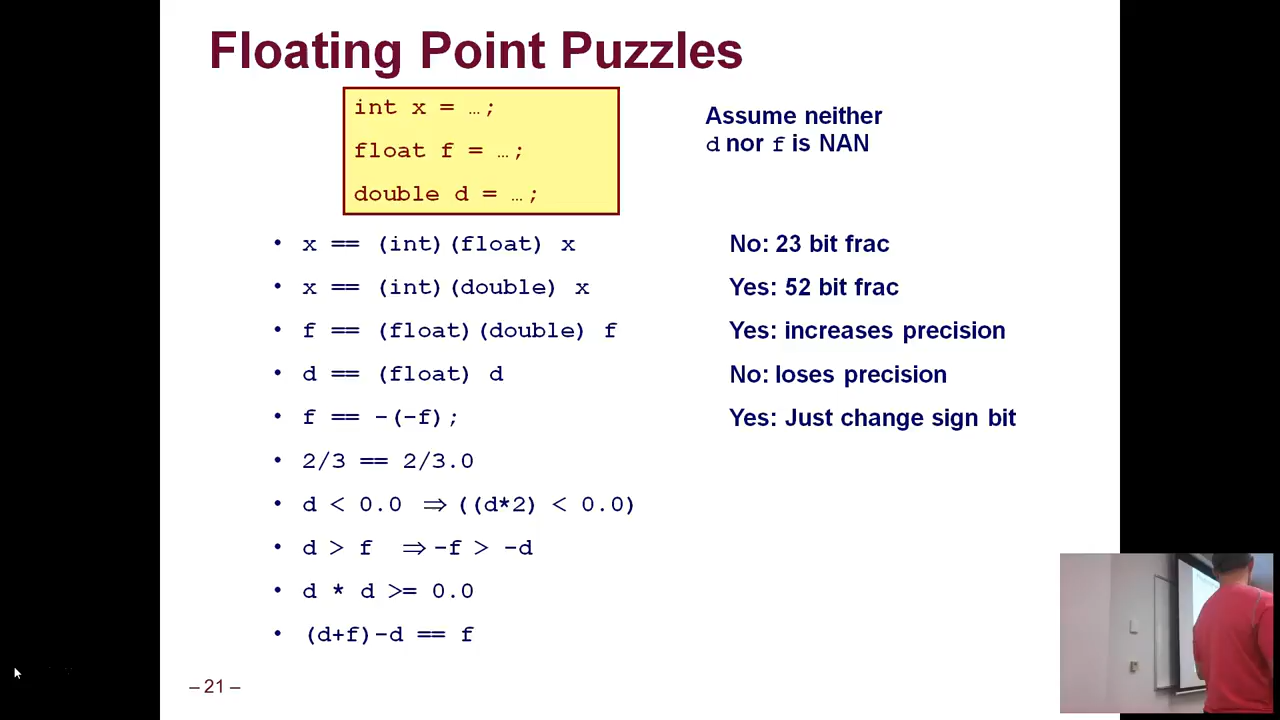 Floating Point Puzzles
int x = …;
float f = …;
double d = …;
Assume neither
d nor f is NAN
• x == (int)(float) x No: 23 bit frac
• x == (int)(double) x Yes: 52 bit frac
• f == (float)(double) f Yes: increases precision
• d == (float) d No: loses precision
• f == -(-f); Yes: Just change sign bit
• 2/3 == 2/3.0
• d < 0.0 ⇒ ((d*2) < 0.0)
• d > f ⇒ -f > -d
• d * d >= 0.0
• (d+f)-d == f
– 21 –